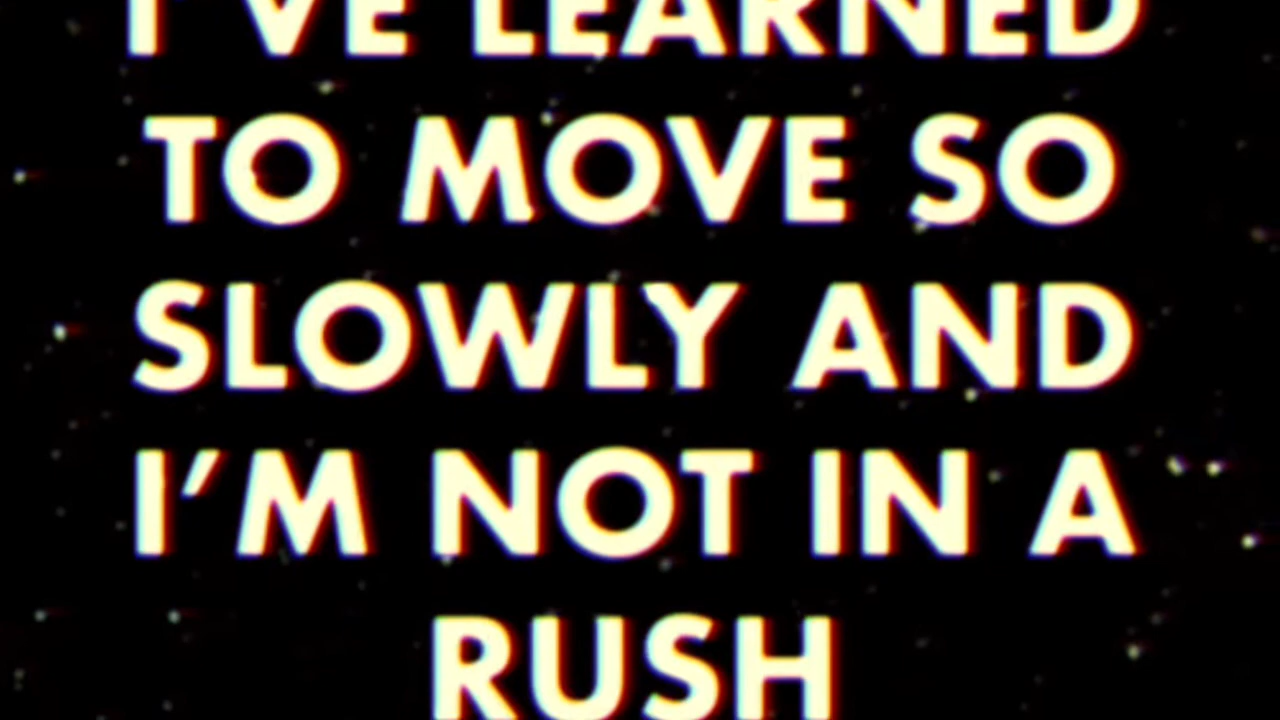 I'VE LEARNED
TO MOVE SO
SLOWLY AND
I'M NOT IN A
RUSH